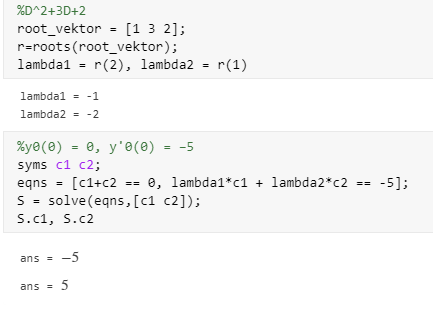 %D^2+3D+2
root_vektor = [1 3 2];
r=roots(root_vektor);
lambda1 = r(2), lambda2 = r(1)
lambda1 = -1
lambda2 = -2
%y0(0) = 0, y'0(0) = -5
syms c1 c2;
eqns = [c1+c2 == 0, lambda1*c1 + lambda2*c2 == -5];
S = solve(eqns,[c1 c2]);
S.c1, S.c2
ans = −5
ans = 5